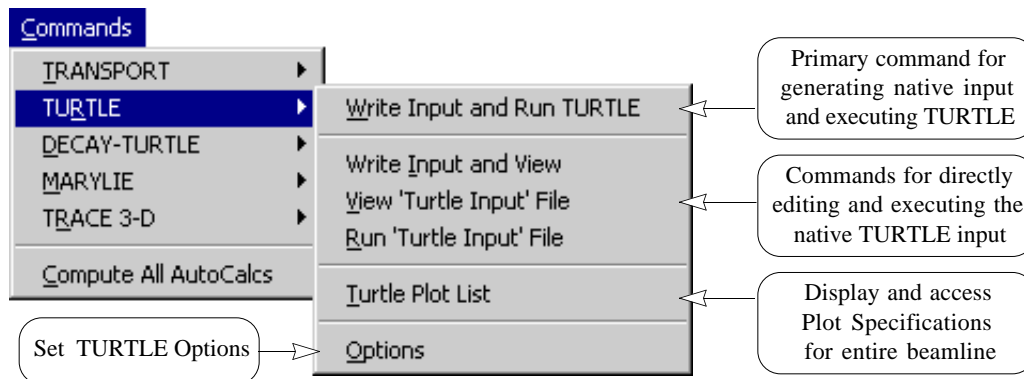 Commands
TRANSPORT
TURTLE
DECAY-TURTLE
MARYLIE
TRACE 3-D
Compute All AutoCalcs
Write Input and Run TURTLE
Write Input and View
View 'Turtle Input' File
Run 'Turtle Input' File
Turtle Plot List
Options
Primary command for
generating native input
and executing TURTLE
Commands for directly
editing and executing the
native TURTLE input
Display and access
Plot Specifications
for entire beamline
Set TURTLE Options